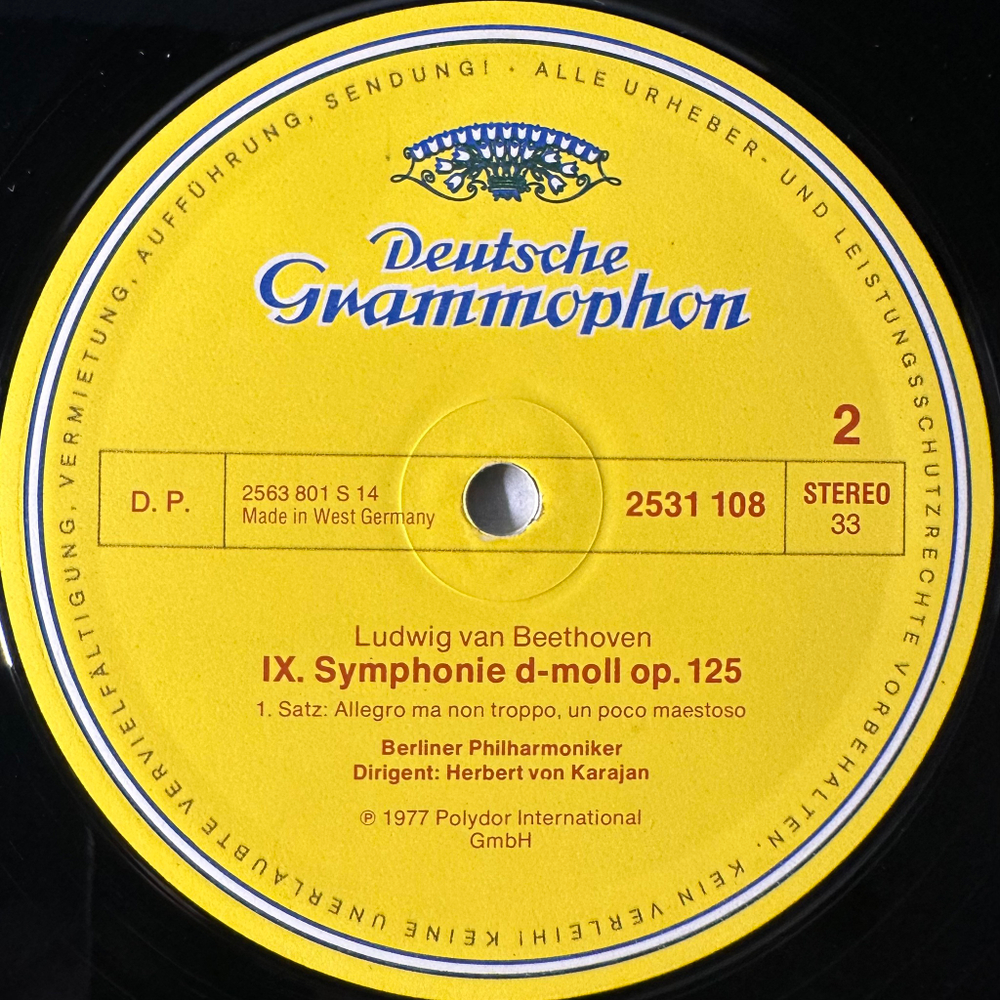 ALLE URHEBER- UND LEISTUNGSSCHUTZRECHTE VORBEHALTEN. KEIN VERLEIH! KEINE UNERLAUBTE VERVIELFÄLTIGUNG, VERMIETUNG, AUFFÜHRUNG, SENDUNG! ·
Deutsche
Grammophon
2
D. P.
2563 801 S 14
Made in West Germany
2531 108
STEREO
33
Ludwig van Beethoven
IX. Symphonie d-moll op. 125
1. Satz: Allegro ma non troppo, un poco maestoso
Berliner Philharmoniker
Dirigent: Herbert von Karajan
℗ 1977 Polydor International
GmbH